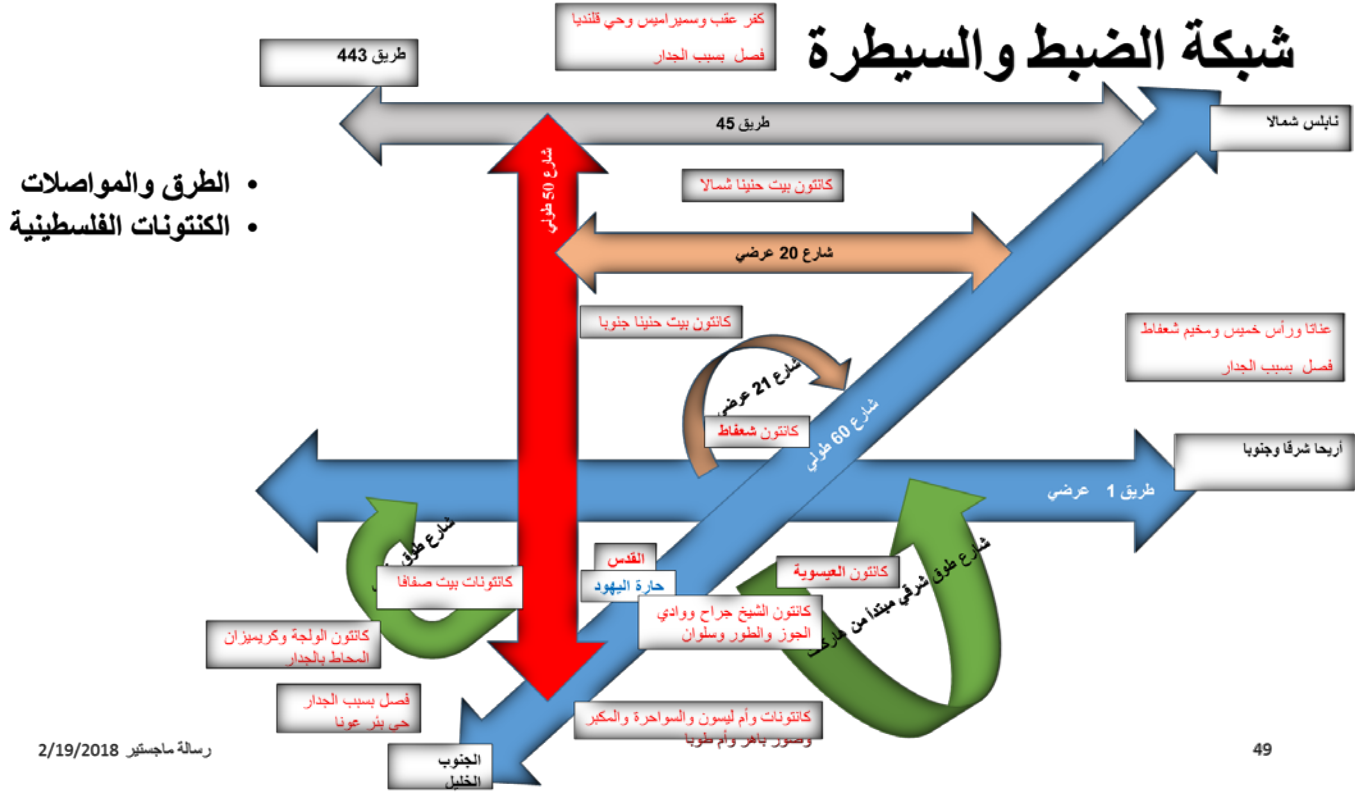 شبكة الضبط والسيطرة
كفر عقب وسميراميس وحي قلنديا
فصل بسبب الجدار
طريق 443
طريق 45
نابلس شمالا
• الطرق والمواصلات
• الكنتونات الفلسطينية
شارع 50 طولي
كانتون بيت حنينا شمالا
شارع 20 عرضي
كانتون بيت حنينا جنوبا
عناتا ورأس خميس ومخيم شعفاط
فصل بسبب الجدار
شارع 21 عرضي
كانتون شعفاط
شارع 60 طولي
أريحا شرقا وجنوبا
طريق 1 عرضي
شارع طوق
كانتونات بيت صفافا
القدس
حارة اليهود
كانتون العيسوية
شارع طوق شرقي مبتدأ من
كانتون الشيخ جراح ووادي
الجوز والطور وسلوان
كانتون الولجة وكريميزان
المحاط بالجدار
فصل بسبب الجدار
حي بئر عونا
كانتونات وأم ليسون والسواحرة والمكبر
وصور باهر وأم طوبا
الجنوب
الخليل
رسالة ماجستير 2/19/2018
49